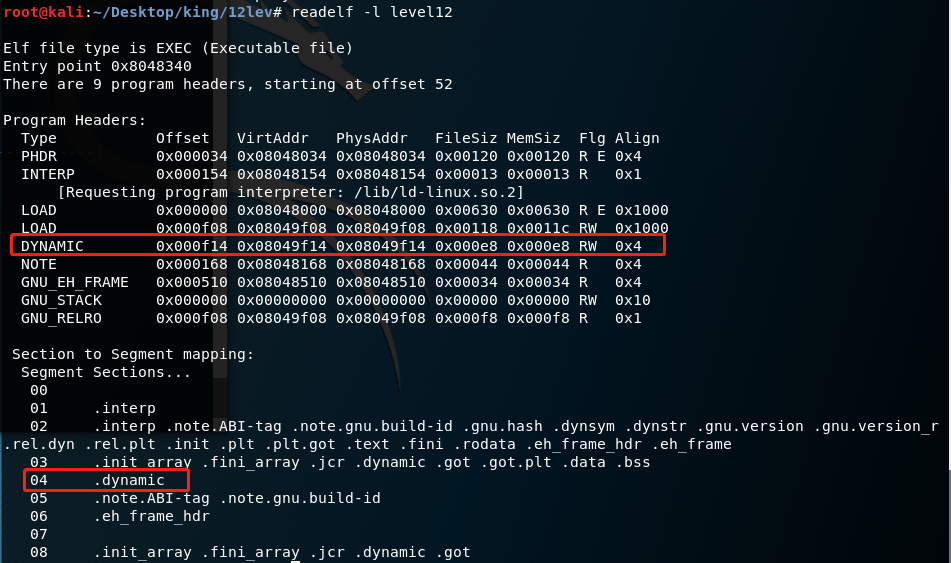 root@kali:~/Desktop/king/12lev# readelf -l level12
Elf file type is EXEC (Executable file)
Entry point 0x8048340
There are 9 program headers, starting at offset 52
Program Headers:
  Type           Offset   VirtAddr   PhysAddr   FileSiz MemSiz  Flg Align
  PHDR           0x000034 0x08048034 0x08048034 0x00120 0x00120 R E 0x4
  INTERP         0x000154 0x08048154 0x08048154 0x00013 0x00013 R   0x1
      [Requesting program interpreter: /lib/ld-linux.so.2]
  LOAD           0x000000 0x08048000 0x08048000 0x00630 0x00630 R E 0x1000
  LOAD           0x000f08 0x08049f08 0x08049f08 0x00118 0x0011c RW  0x1000
  DYNAMIC        0x000f14 0x08049f14 0x08049f14 0x000e8 0x000e8 RW  0x4
  NOTE           0x000168 0x08048168 0x08048168 0x00044 0x00044 R   0x4
  GNU_EH_FRAME   0x000510 0x08048510 0x08048510 0x00034 0x00034 R   0x4
  GNU_STACK      0x000000 0x00000000 0x00000000 0x00000 0x00000 RW  0x10
  GNU_RELRO      0x000f08 0x08049f08 0x08049f08 0x000f8 0x000f8 R   0x1
 Section to Segment mapping:
  Segment Sections...
   00
   01     .interp
   02     .interp .note.ABI-tag .note.gnu.build-id .gnu.hash .dynsym .dynstr .gnu.version .gnu.version_r
.rel.dyn .rel.plt .init .plt .plt.got .text .fini .rodata .eh_frame_hdr .eh_frame
   03     .init_array .fini_array .jcr .dynamic .got .got.plt .data .bss
   04     .dynamic
   05     .note.ABI-tag .note.gnu.build-id
   06     .eh_frame_hdr
   07
   08     .init_array .fini_array .jcr .dynamic .got